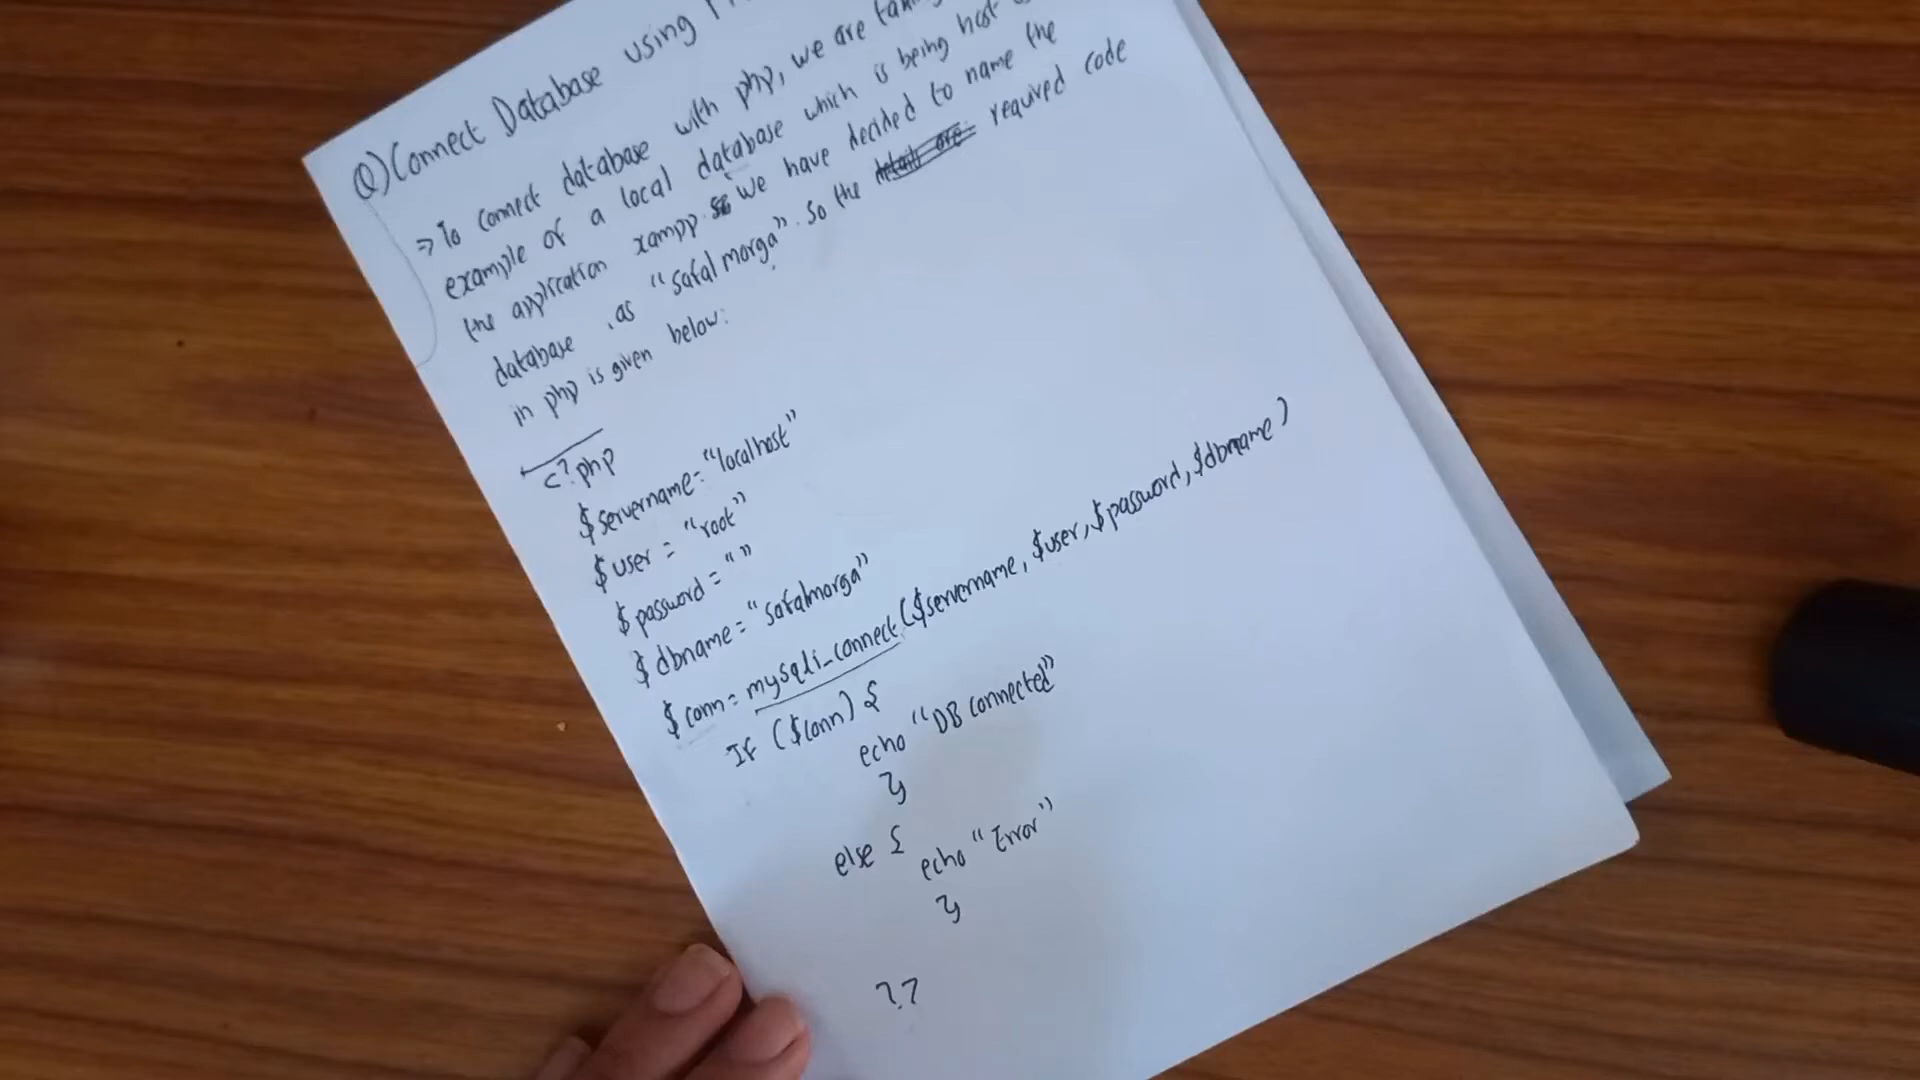 Q) Connect Database using
⇒ To connect database with php, we are
example of a local database which is being host
the application xampp. We have decided to name the
database as "safal morga". So the required code
in php is given below:
<?php
$servername = "localhost"
$user = "root"
$password = " "
$dbname = "safalmorga"
$conn = mysqli_connect ($servername, $user, $password, $dbname)
If ($conn) {
echo "DB connected"
}
else {
echo "Error"
}
?>